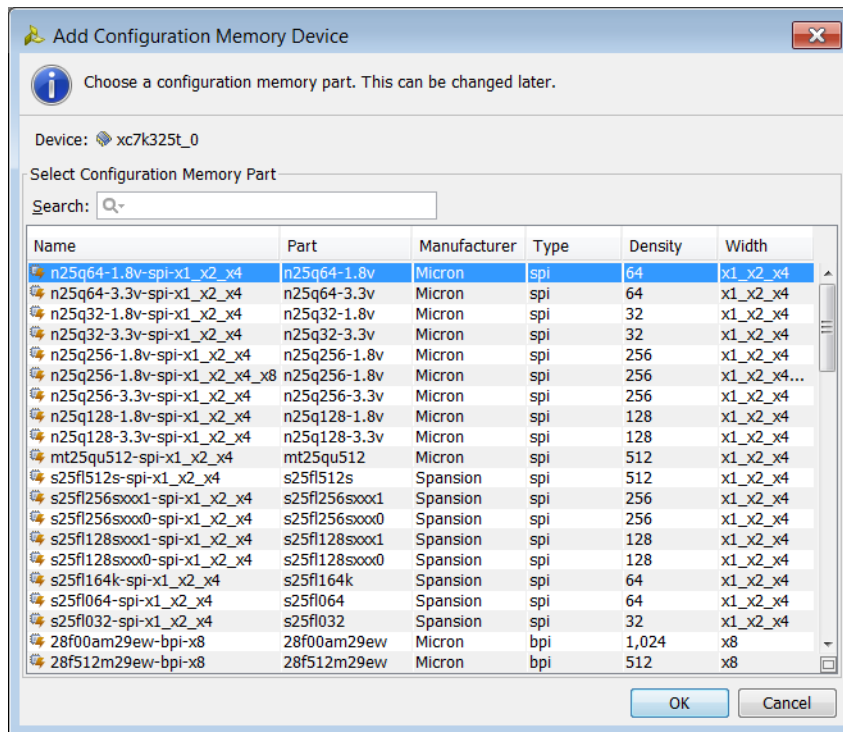 Add Configuration Memory Device
Choose a configuration memory part. This can be changed later.
Device: xc7k325t_0
Select Configuration Memory Part
Search:
Name Part Manufacturer Type Density Width
n25q64-1.8v-spi-x1_x2_x4 n25q64-1.8v Micron spi 64 x1_x2_x4
n25q64-3.3v-spi-x1_x2_x4 n25q64-3.3v Micron spi 64 x1_x2_x4
n25q32-1.8v-spi-x1_x2_x4 n25q32-1.8v Micron spi 32 x1_x2_x4
n25q32-3.3v-spi-x1_x2_x4 n25q32-3.3v Micron spi 32 x1_x2_x4
n25q256-1.8v-spi-x1_x2_x4 n25q256-1.8v Micron spi 256 x1_x2_x4
n25q256-1.8v-spi-x1_x2_x4_x8 n25q256-1.8v Micron spi 256 x1_x2_x4...
n25q256-3.3v-spi-x1_x2_x4 n25q256-3.3v Micron spi 256 x1_x2_x4
n25q128-1.8v-spi-x1_x2_x4 n25q128-1.8v Micron spi 128 x1_x2_x4
n25q128-3.3v-spi-x1_x2_x4 n25q128-3.3v Micron spi 128 x1_x2_x4
mt25qu512-spi-x1_x2_x4 mt25qu512 Micron spi 512 x1_x2_x4
s25fl512s-spi-x1_x2_x4 s25fl512s Spansion spi 512 x1_x2_x4
s25fl256sxxx1-spi-x1_x2_x4 s25fl256sxxx1 Spansion spi 256 x1_x2_x4
s25fl256sxxx0-spi-x1_x2_x4 s25fl256sxxx0 Spansion spi 256 x1_x2_x4
s25fl128sxxx1-spi-x1_x2_x4 s25fl128sxxx1 Spansion spi 128 x1_x2_x4
s25fl128sxxx0-spi-x1_x2_x4 s25fl128sxxx0 Spansion spi 128 x1_x2_x4
s25fl164k-spi-x1_x2_x4 s25fl164k Spansion spi 64 x1_x2_x4
s25fl064-spi-x1_x2_x4 s25fl064 Spansion spi 64 x1_x2_x4
s25fl032-spi-x1_x2_x4 s25fl032 Spansion spi 32 x1_x2_x4
28f00am29ew-bpi-x8 28f00am29ew Micron bpi 1,024 x8
28f512m29ew-bpi-x8 28f512m29ew Micron bpi 512 x8
OK Cancel